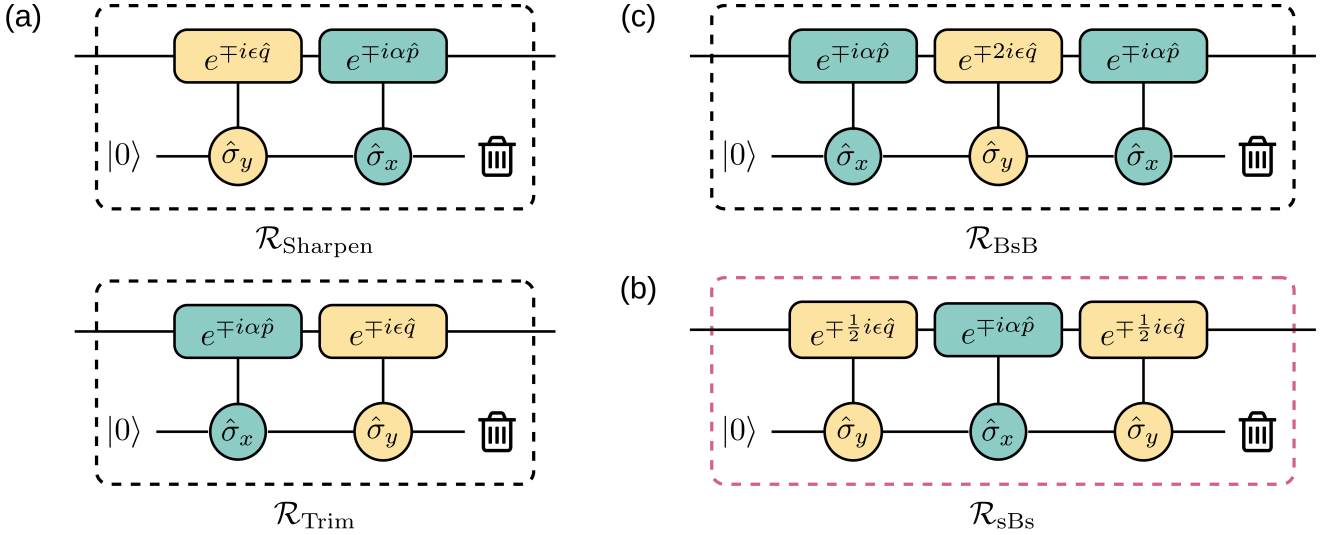 (a)
e^{∓iϵq̂} e^{∓iαp̂}
|0⟩ σ̂_y σ̂_x
ℛ_Sharpen
e^{∓iαp̂} e^{∓iϵq̂}
|0⟩ σ̂_x σ̂_y
ℛ_Trim
(c)
e^{∓iαp̂} e^{∓2iϵq̂} e^{∓iαp̂}
|0⟩ σ̂_x σ̂_y σ̂_x
ℛ_BsB
(b)
e^{∓½iϵq̂} e^{∓iαp̂} e^{∓½iϵq̂}
|0⟩ σ̂_y σ̂_x σ̂_y
ℛ_sBs